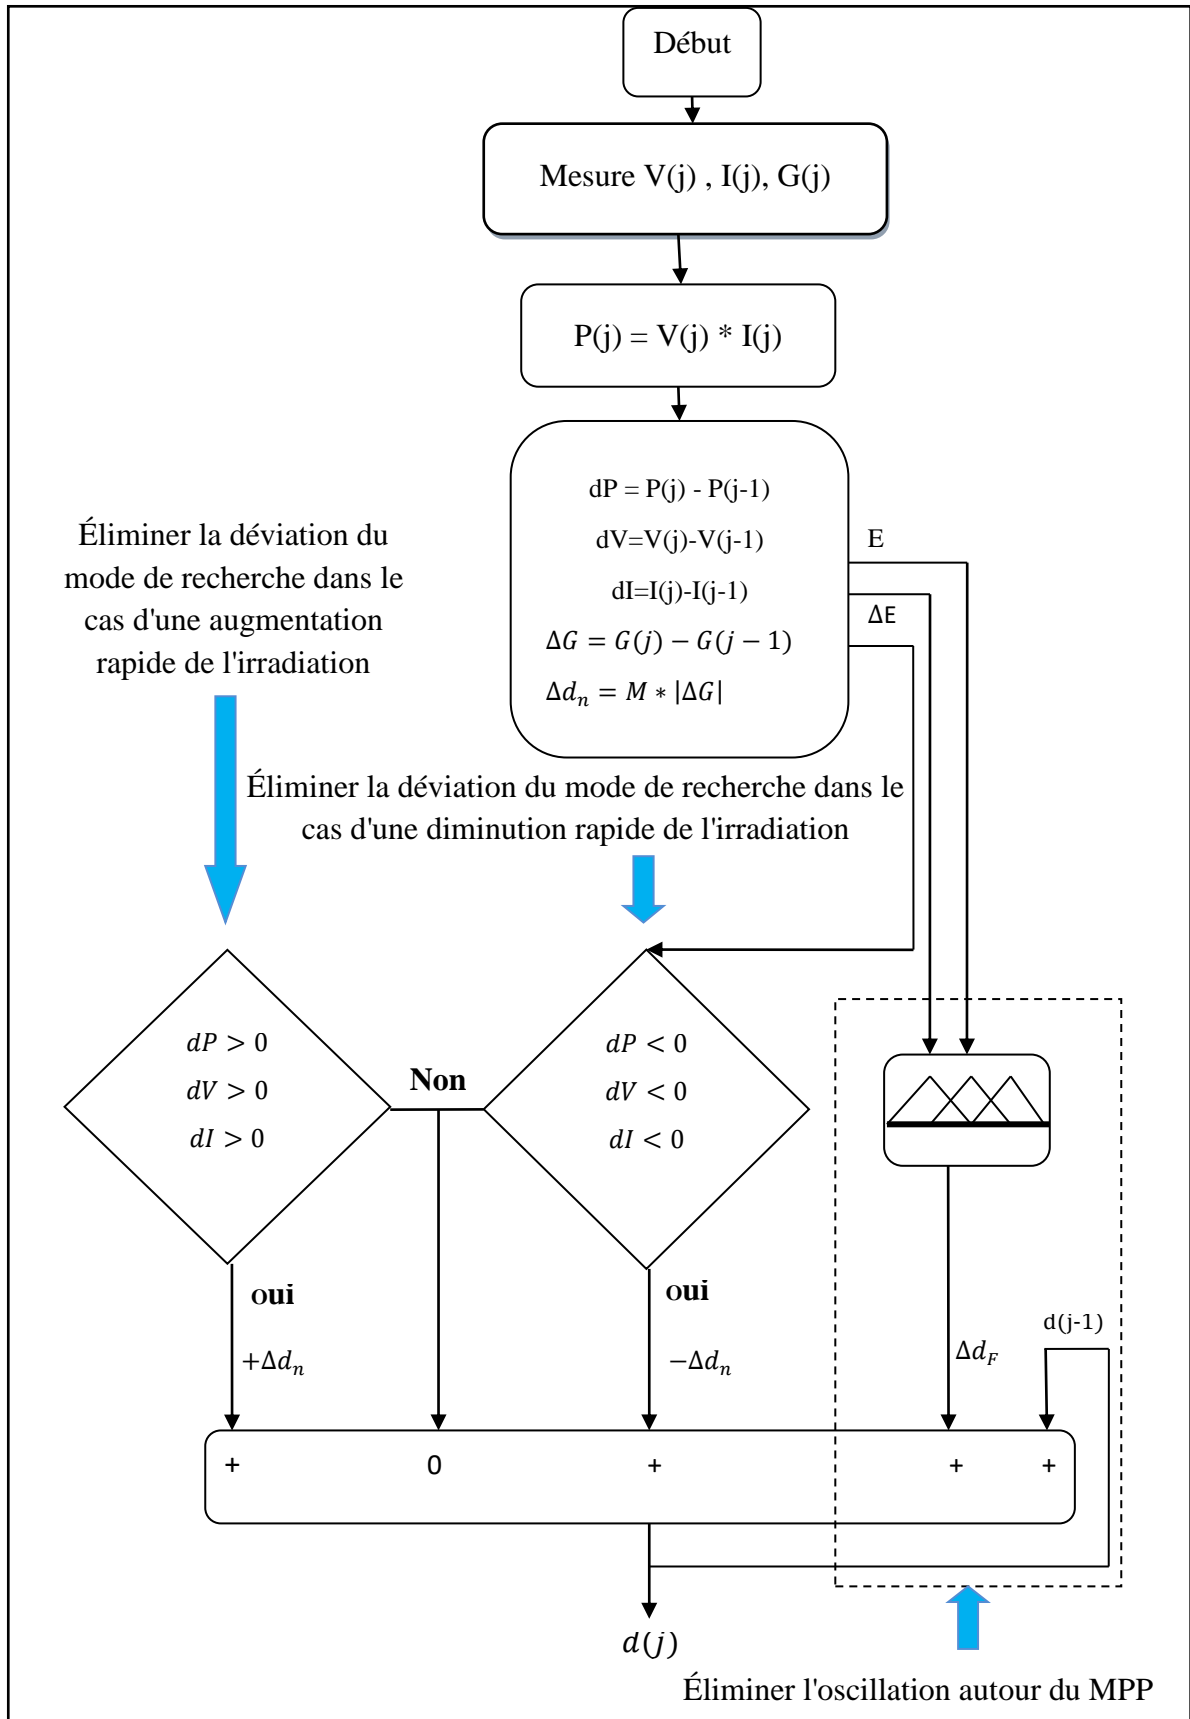 Début
Mesure V(j) , I(j), G(j)
P(j) = V(j) * I(j)
dP = P(j) - P(j-1)
dV=V(j)-V(j-1)
dI=I(j)-I(j-1)
ΔG = G(j) − G(j − 1)
Δd_n = M ∗ |ΔG|
E
ΔE
Éliminer la déviation du
mode de recherche dans le
cas d'une augmentation
rapide de l'irradiation
Éliminer la déviation du mode de recherche dans le
cas d'une diminution rapide de l'irradiation
dP > 0
dV > 0
dI > 0
Non
dP < 0
dV < 0
dI < 0
oui
+Δd_n
oui
−Δd_n
Δd_F
d(j-1)
+ 0 + + +
d(j)
Éliminer l'oscillation autour du MPP